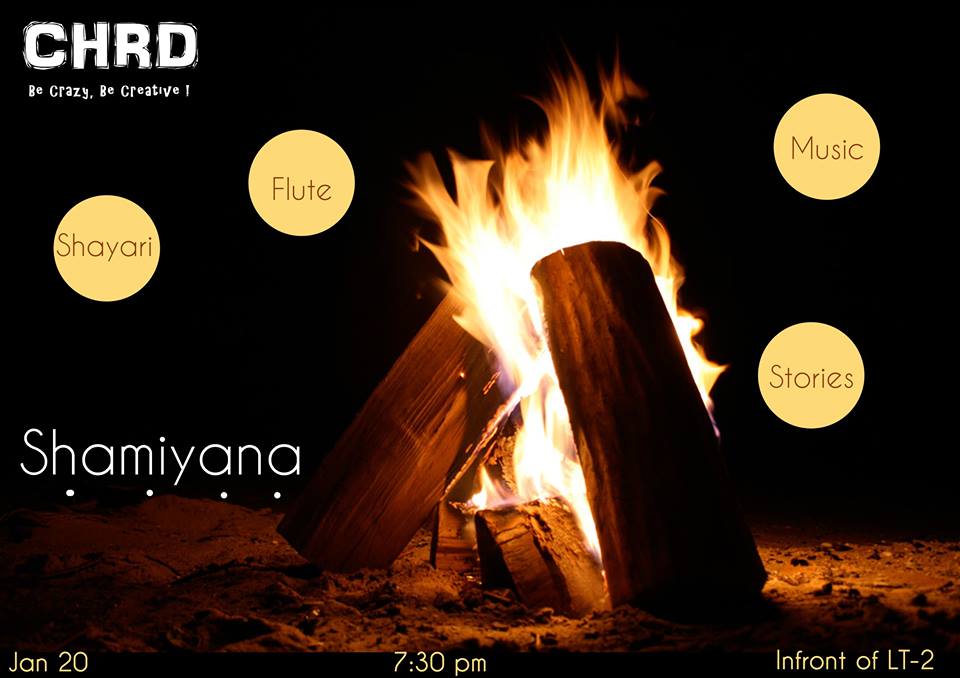 CHRD
Be Crazy, Be Creative !
Flute
Music
Shayari
Stories
Shamiyana
Jan 20
7:30 pm
Infront of LT-2